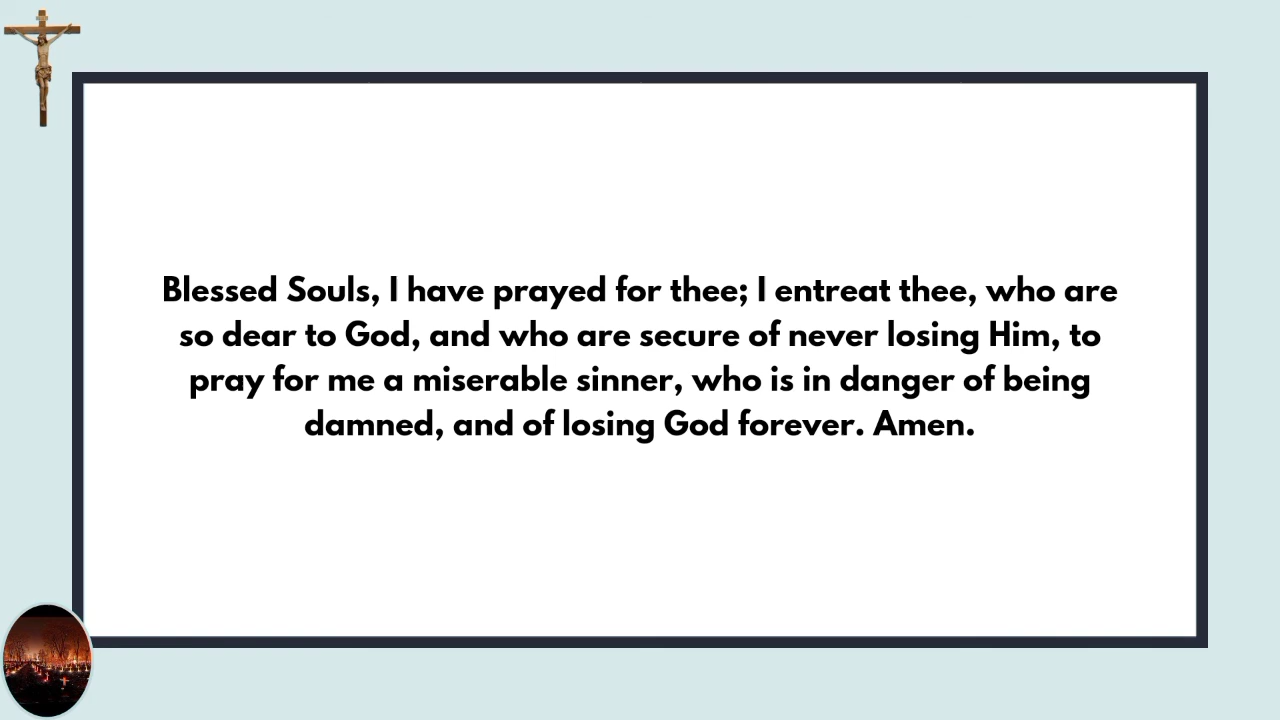 Blessed Souls, I have prayed for thee; I entreat thee, who are
so dear to God, and who are secure of never losing Him, to
pray for me a miserable sinner, who is in danger of being
damned, and of losing God forever. Amen.